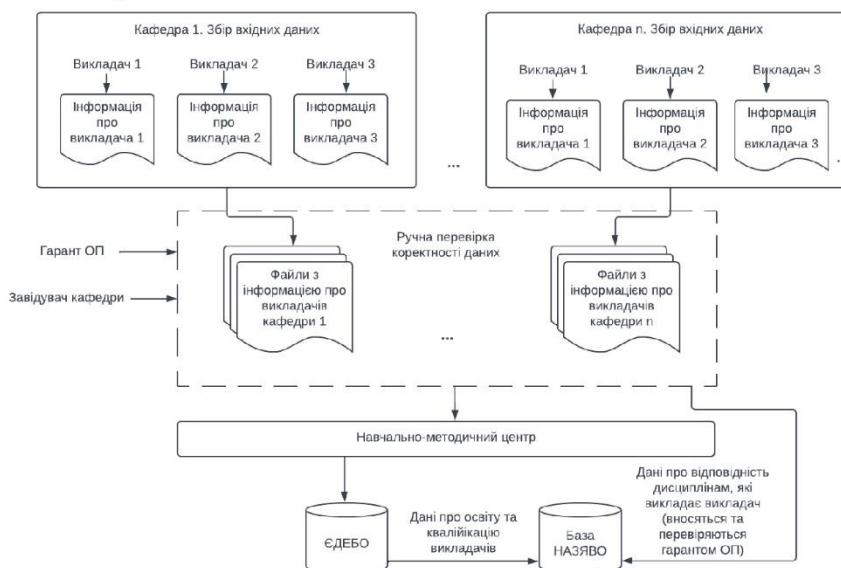 Кафедра 1. Збір вхідних даних
Викладач 1
Викладач 2
Викладач 3
Інформація
про
викладача 1
Інформація
про
викладача 2
Інформація
про
викладача 3
...
Кафедра n. Збір вхідних даних
Викладач 1
Викладач 2
Викладач 3
Інформація
про
викладача 1
Інформація
про
викладача 2
Інформація
про
викладача 3
Гарант ОП
Завідувач кафедри
Ручна перевірка
коректності даних
Файли з
інформацією про
викладачів
кафедри 1
...
Файли з
інформацією про
викладачів
кафедри n
Навчально-методичний центр
ЄДЕБО
Дані про освіту та
квалійікацію
викладачів
База
НАЗЯВО
Дані про відповідність
дисциплінам, які
викладає викладач
(вносяться та
перевіряються
гарантом ОП)